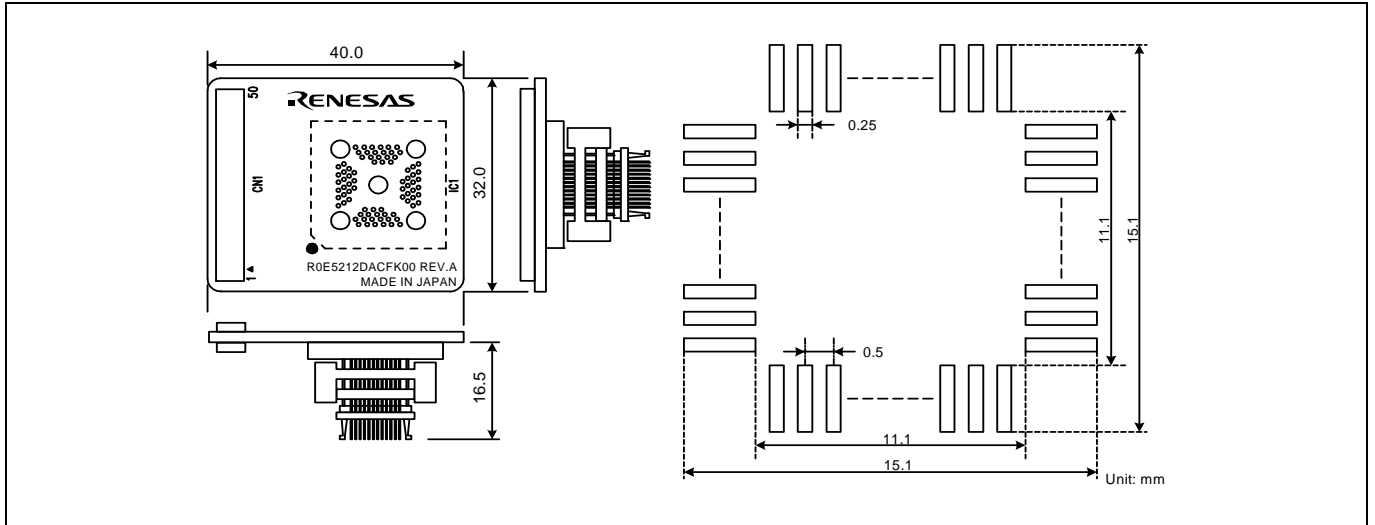 40.0
RENESAS
50
CN1
IC1
1
R0E5212DACFK00 REV.A
MADE IN JAPAN
32.0
16.5
0.25
11.1
15.1
0.5
11.1
15.1
Unit: mm